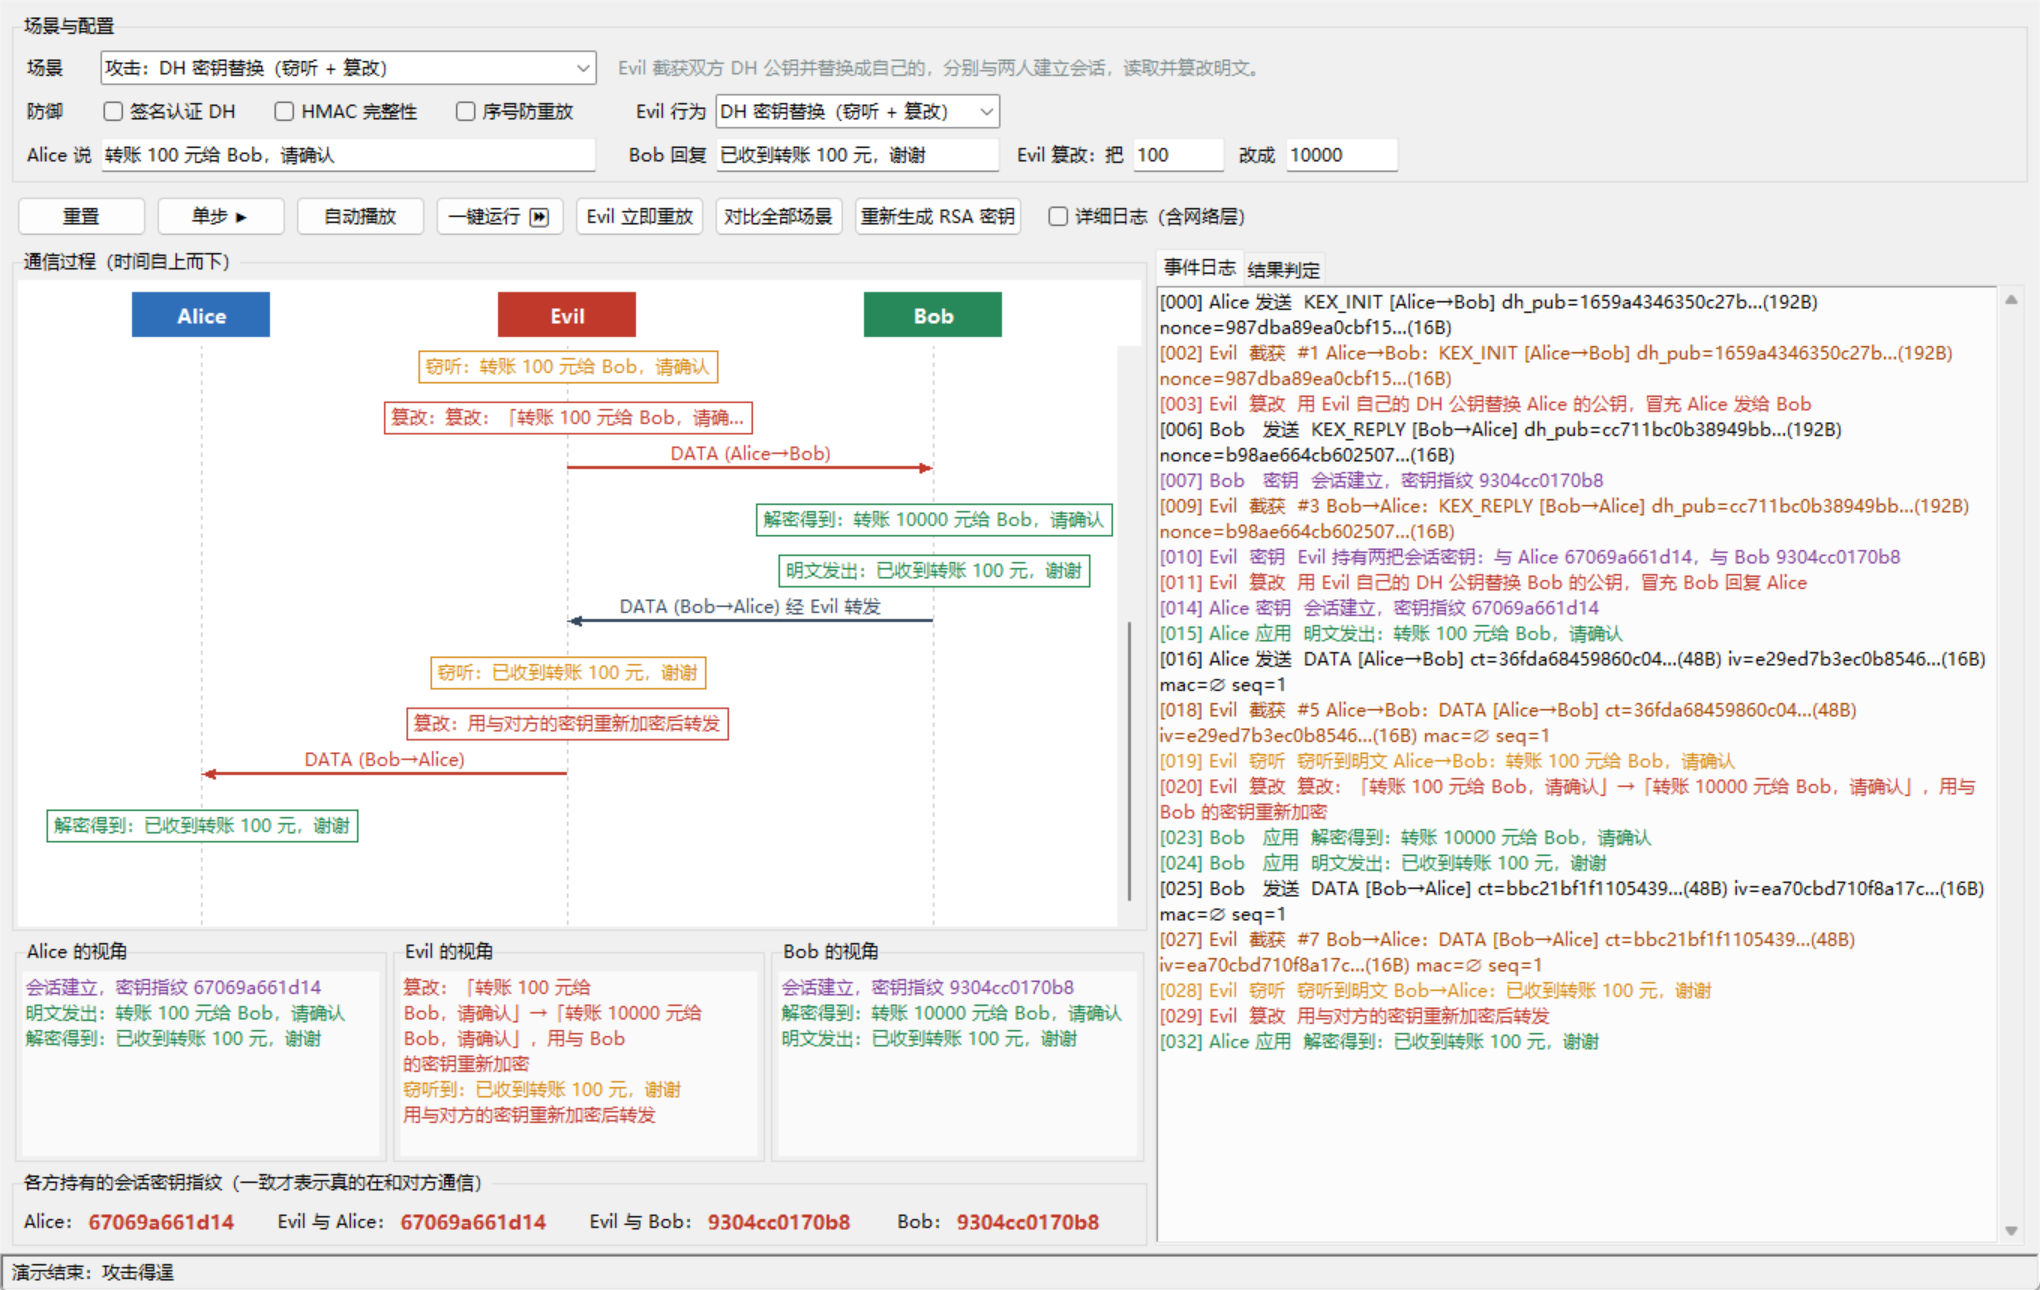 场景与配置
场景 攻击：DH 密钥替换（窃听 + 篡改） Evil 截获双方 DH 公钥并替换成自己的，分别与两人建立会话，读取并篡改明文。
防御 签名认证 DH HMAC 完整性 序号防重放 Evil 行为 DH 密钥替换（窃听 + 篡改）
Alice 说 转账 100 元给 Bob，请确认 Bob 回复 已收到转账 100 元，谢谢 Evil 篡改：把 100 改成 10000
重置 单步 ▶ 自动播放 一键运行 ⏩ Evil 立即重放 对比全部场景 重新生成 RSA 密钥 详细日志（含网络层）
通信过程（时间自上而下）
Alice Evil Bob
窃听：转账 100 元给 Bob，请确认
篡改：篡改：「转账 100 元给 Bob，请确...
DATA (Alice→Bob)
解密得到：转账 10000 元给 Bob，请确认
明文发出：已收到转账 100 元，谢谢
DATA (Bob→Alice) 经 Evil 转发
窃听：已收到转账 100 元，谢谢
篡改：用与对方的密钥重新加密后转发
DATA (Bob→Alice)
解密得到：已收到转账 100 元，谢谢
事件日志 结果判定
[000] Alice 发送 KEX_INIT [Alice→Bob] dh_pub=1659a4346350c27b...(192B)
nonce=987dba89ea0cbf15...(16B)
[002] Evil 截获 #1 Alice→Bob：KEX_INIT [Alice→Bob] dh_pub=1659a4346350c27b...(192B)
nonce=987dba89ea0cbf15...(16B)
[003] Evil 篡改 用 Evil 自己的 DH 公钥替换 Alice 的公钥，冒充 Alice 发给 Bob
[006] Bob 发送 KEX_REPLY [Bob→Alice] dh_pub=cc711bc0b38949bb...(192B)
nonce=b98ae664cb602507...(16B)
[007] Bob 密钥 会话建立，密钥指纹 9304cc0170b8
[009] Evil 截获 #3 Bob→Alice：KEX_REPLY [Bob→Alice] dh_pub=cc711bc0b38949bb...(192B)
nonce=b98ae664cb602507...(16B)
[010] Evil 密钥 Evil 持有两把会话密钥：与 Alice 67069a661d14，与 Bob 9304cc0170b8
[011] Evil 篡改 用 Evil 自己的 DH 公钥替换 Bob 的公钥，冒充 Bob 回复 Alice
[014] Alice 密钥 会话建立，密钥指纹 67069a661d14
[015] Alice 应用 明文发出：转账 100 元给 Bob，请确认
[016] Alice 发送 DATA [Alice→Bob] ct=36fda68459860c04...(48B) iv=e29ed7b3ec0b8546...(16B)
mac=∅ seq=1
[018] Evil 截获 #5 Alice→Bob：DATA [Alice→Bob] ct=36fda68459860c04...(48B)
iv=e29ed7b3ec0b8546...(16B) mac=∅ seq=1
[019] Evil 窃听 窃听到明文 Alice→Bob：转账 100 元给 Bob，请确认
[020] Evil 篡改 篡改：「转账 100 元给 Bob，请确认」→「转账 10000 元给 Bob，请确认」，用与
Bob 的密钥重新加密
[023] Bob 应用 解密得到：转账 10000 元给 Bob，请确认
[024] Bob 应用 明文发出：已收到转账 100 元，谢谢
[025] Bob 发送 DATA [Bob→Alice] ct=bbc21bf1f1105439...(48B) iv=ea70cbd710f8a17c...(16B)
mac=∅ seq=1
[027] Evil 截获 #7 Bob→Alice：DATA [Bob→Alice] ct=bbc21bf1f1105439...(48B)
iv=ea70cbd710f8a17c...(16B) mac=∅ seq=1
[028] Evil 窃听 窃听到明文 Bob→Alice：已收到转账 100 元，谢谢
[029] Evil 篡改 用与对方的密钥重新加密后转发
[032] Alice 应用 解密得到：已收到转账 100 元，谢谢
Alice 的视角
会话建立，密钥指纹 67069a661d14
明文发出：转账 100 元给 Bob，请确认
解密得到：已收到转账 100 元，谢谢
Evil 的视角
篡改：「转账 100 元给
Bob，请确认」→「转账 10000 元给
Bob，请确认」，用与 Bob
的密钥重新加密
窃听到：已收到转账 100 元，谢谢
用与对方的密钥重新加密后转发
Bob 的视角
会话建立，密钥指纹 9304cc0170b8
解密得到：转账 10000 元给 Bob，请确认
明文发出：已收到转账 100 元，谢谢
各方持有的会话密钥指纹（一致才表示真的在和对方通信）
Alice： 67069a661d14 Evil 与 Alice： 67069a661d14 Evil 与 Bob： 9304cc0170b8 Bob： 9304cc0170b8
演示结束：攻击得逞